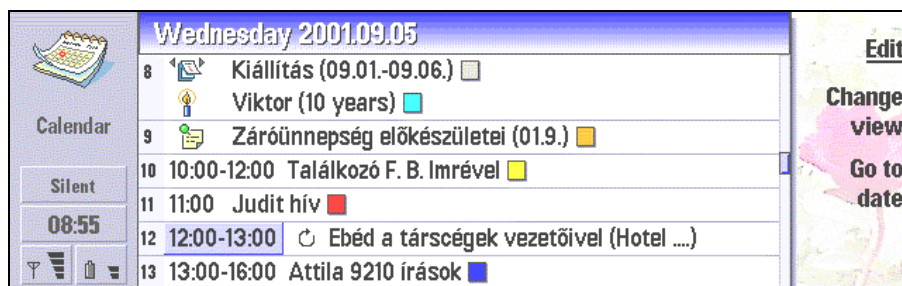 Wednesday 2001.09.05
Calendar
Silent
08:55
8 Kiállítás (09.01.-09.06.)
Viktor (10 years)
9 Záróünnepség előkészületei (01.9.)
10 10:00-12:00 Találkozó F. B. Imrével
11 11:00 Judit hív
12 12:00-13:00 Ebéd a társcégek vezetőivel (Hotel ....)
13 13:00-16:00 Attila 9210 írások
Edit
Change
view
Go to
date